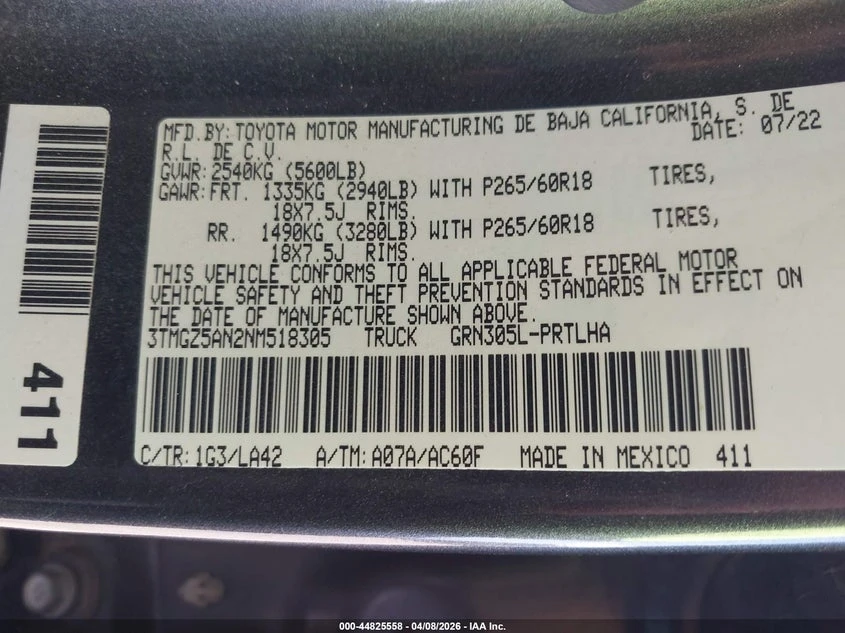 MFD.BY:TOYOTA MOTOR MANUFACTURING DE BAJA CALIFORNIA, S. DE
R.L. DE C.V. DATE: 07/22
GVWR:2540KG (5600LB)
GAWR:FRT. 1335KG (2940LB) WITH P265/60R18 TIRES,
18X7.5J RIMS.
RR. 1490KG (3280LB) WITH P265/60R18 TIRES,
18X7.5J RIMS.
THIS VEHICLE CONFORMS TO ALL APPLICABLE FEDERAL MOTOR
VEHICLE SAFETY AND THEFT PREVENTION STANDARDS IN EFFECT ON
THE DATE OF MANUFACTURE SHOWN ABOVE.
3TMGZ5AN2NM518305 TRUCK GRN305L-PRTLHA
C/TR:1G3/LA42 A/TM:A07A/AC60F MADE IN MEXICO 411
411
000-44825558 - 04/08/2026 - IAA Inc.